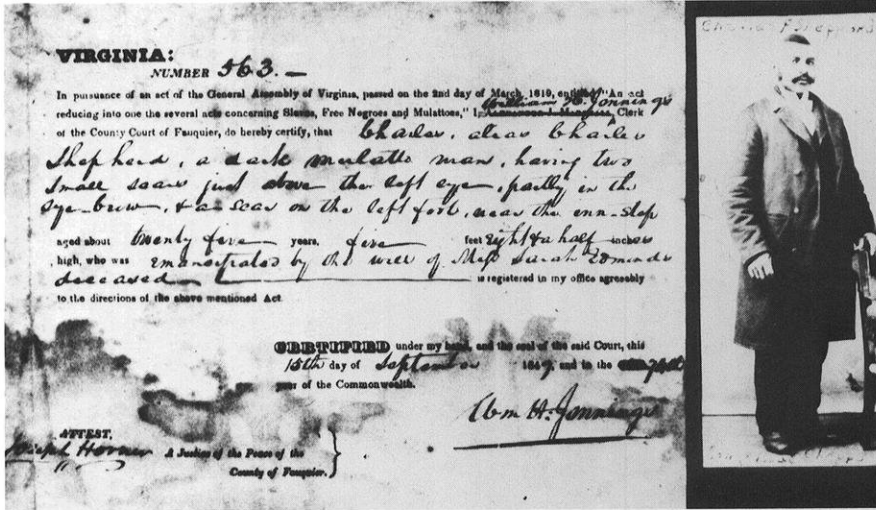 VIRGINIA:
NUMBER 563.
In pursuance of an act of the General Assembly of Virginia, passed on the 2nd day of March, 1819, entitled "An act
reducing into one the several acts concerning Slaves, Free Negroes and Mulattoes," I, William H. Jennings Clerk
of the County Court of Fauquier, do hereby certify, that Charles, alias Charles
Shepherd, a dark mulatto man, having two
small scars just above the left eye, partly in the
eye-brow, & a scar on the left foot, near the inn-step
aged about twenty five years, five feet eight & a half inches
high, who was emancipated by the will of Miss Sarah Edmonds
deceased is registered in my office agreeably
to the directions of the above mentioned Act.
CERTIFIED under my hand, and the seal of the said Court, this
15th day of September 1849, and in the
year of the Commonwealth.
Wm H. Jennings
ATTEST,
Joseph Horner A Justice of the Peace of the
County of Fauquier.